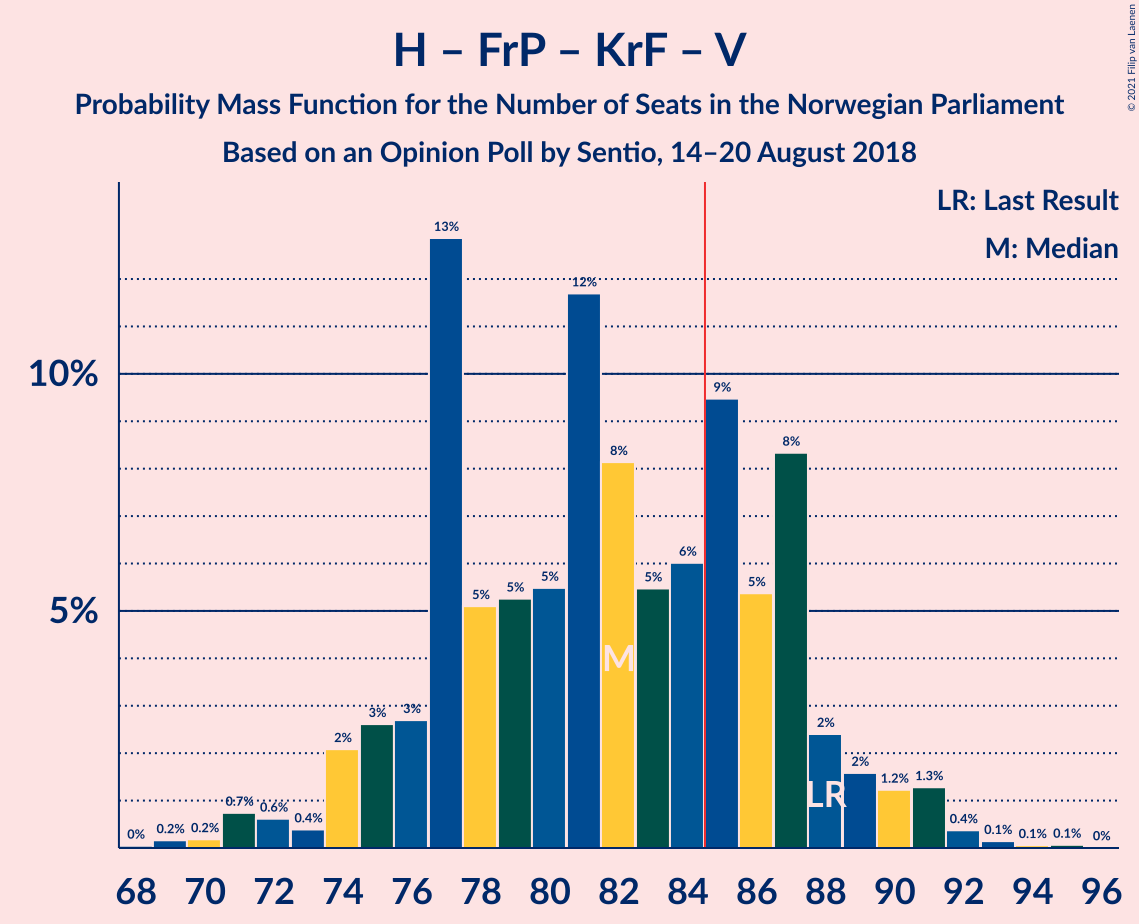 H – FrP – KrF – V
Probability Mass Function for the Number of Seats in the Norwegian Parliament
Based on an Opinion Poll by Sentio, 14–20 August 2018
© 2021 Filip van Laenen
LR: Last Result
M: Median
10%
5%
0% 0.2% 0.2% 0.7% 0.6% 0.4% 2% 3% 3% 13% 5% 5% 5% 12% 8% 5% 6% 9% 5% 8% 2% 2% 1.2% 1.3% 0.4% 0.1% 0.1% 0.1% 0%
M
LR
68 70 72 74 76 78 80 82 84 86 88 90 92 94 96